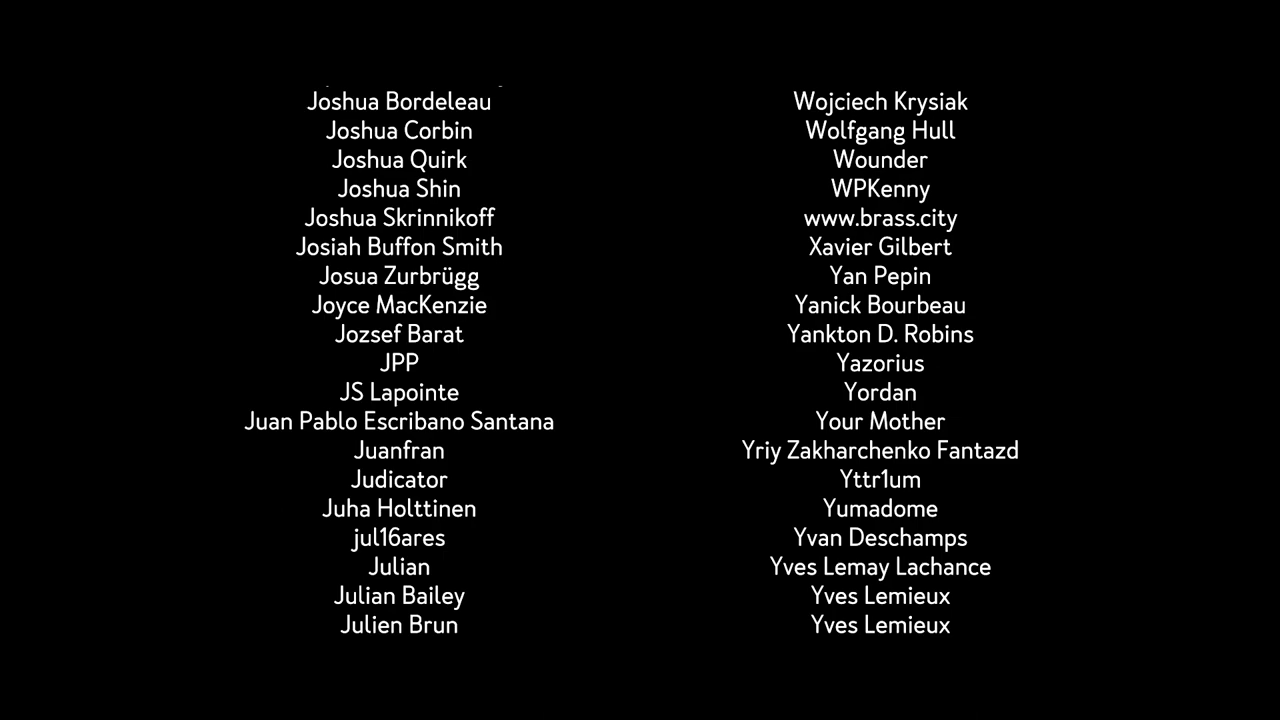 Joshua Bordeleau
Joshua Corbin
Joshua Quirk
Joshua Shin
Joshua Skrinnikoff
Josiah Buffon Smith
Josua Zurbrügg
Joyce MacKenzie
Jozsef Barat
JPP
JS Lapointe
Juan Pablo Escribano Santana
Juanfran
Judicator
Juha Holttinen
jul16ares
Julian
Julian Bailey
Julien Brun
Wojciech Krysiak
Wolfgang Hull
Wounder
WPKenny
www.brass.city
Xavier Gilbert
Yan Pepin
Yanick Bourbeau
Yankton D. Robins
Yazorius
Yordan
Your Mother
Yriy Zakharchenko Fantazd
Yttr1um
Yumadome
Yvan Deschamps
Yves Lemay Lachance
Yves Lemieux
Yves Lemieux